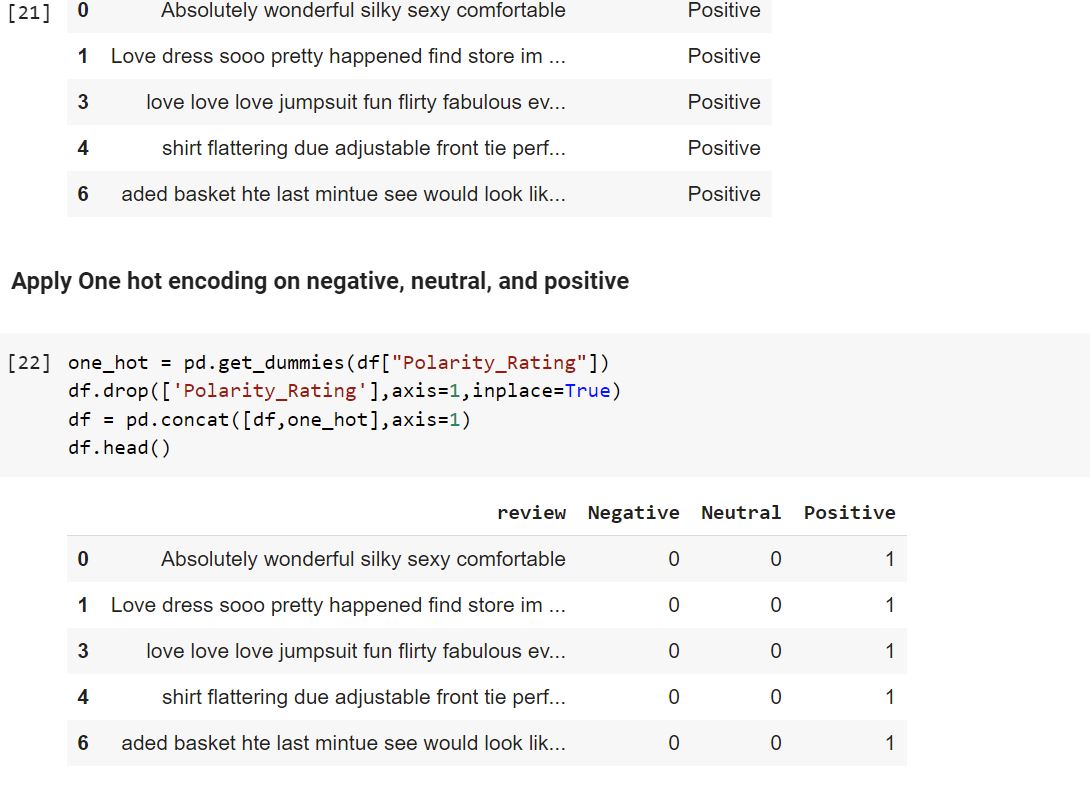 [21] 0 Absolutely wonderful silky sexy comfortable Positive
1 Love dress sooo pretty happened find store im ... Positive
3 love love love jumpsuit fun flirty fabulous ev... Positive
4 shirt flattering due adjustable front tie perf... Positive
6 aded basket hte last mintue see would look lik... Positive
Apply One hot encoding on negative, neutral, and positive
[22] one_hot = pd.get_dummies(df["Polarity_Rating"])
df.drop(['Polarity_Rating'],axis=1,inplace=True)
df = pd.concat([df,one_hot],axis=1)
df.head()
review Negative Neutral Positive
0 Absolutely wonderful silky sexy comfortable 0 0 1
1 Love dress sooo pretty happened find store im ... 0 0 1
3 love love love jumpsuit fun flirty fabulous ev... 0 0 1
4 shirt flattering due adjustable front tie perf... 0 0 1
6 aded basket hte last mintue see would look lik... 0 0 1